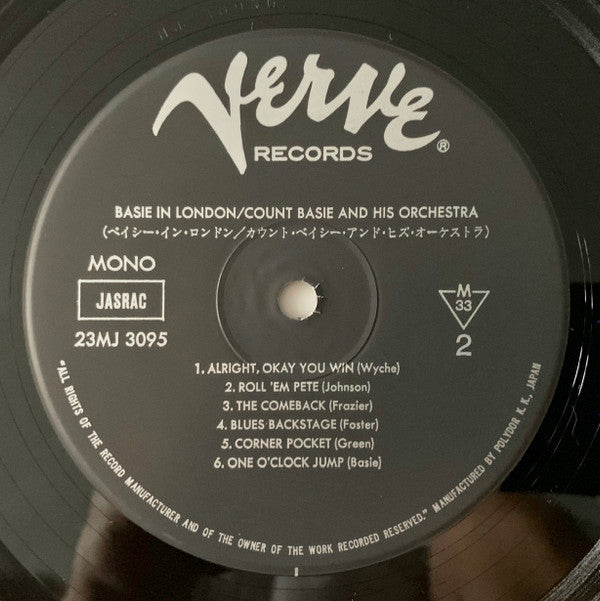 Verve ®
RECORDS
BASIE IN LONDON/COUNT BASIE AND HIS ORCHESTRA
(ベイシー・イン・ロンドン/カウント・ベイシー・アンド・ヒズ・オーケストラ)
MONO
JASRAC
23MJ 3095
M
33
2
1. ALRIGHT, OKAY YOU WIN (Wyche)
2. ROLL 'EM PETE (Johnson)
3. THE COMEBACK (Frazier)
4. BLUES BACKSTAGE (Foster)
5. CORNER POCKET (Green)
6. ONE O'CLOCK JUMP (Basie)
"ALL RIGHTS OF THE RECORD MANUFACTURER AND OF THE OWNER OF THE WORK RECORDED RESERVED." MANUFACTURED BY POLYDOR K. K., JAPAN